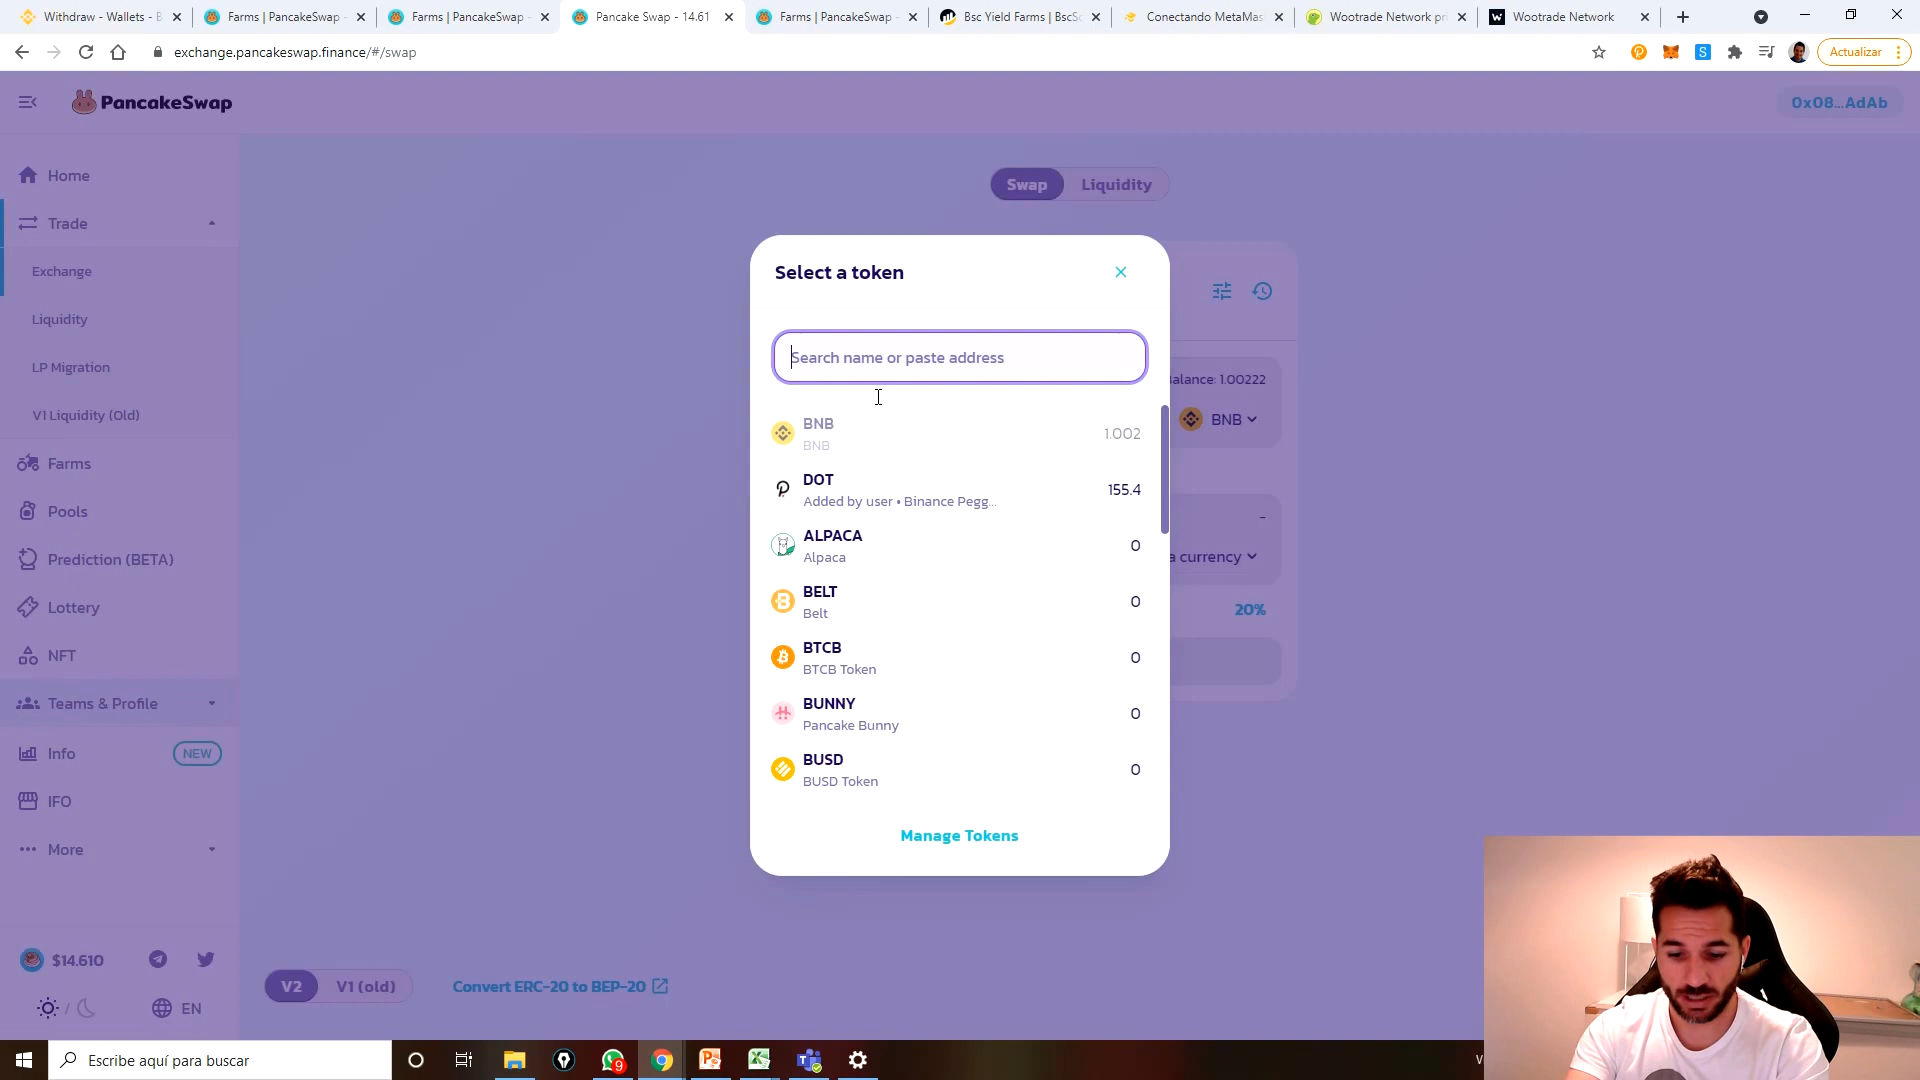 Withdraw - Wallets - B
Farms | PancakeSwap -
Farms | PancakeSwap -
Pancake Swap - 14.61
Farms | PancakeSwap -
Bsc Yield Farms | BscSc
Conectando MetaMas
Wootrade Network pri
W
Wootrade Network
exchange.pancakeswap.finance/#/swap
S
Actualizar
PancakeSwap
0x08...AdAb
Home
Trade
Exchange
Liquidity
LP Migration
V1 Liquidity (Old)
Farms
Pools
Prediction (BETA)
Lottery
NFT
Teams & Profile
Info
NEW
IFO
More
$14.610
/
EN
Swap
Liquidity
Select a token
Search name or paste address
BNB
BNB
1.002
DOT
Added by user • Binance Pegg...
155.4
ALPACA
Alpaca
0
BELT
Belt
0
BTCB
BTCB Token
0
BUNNY
Pancake Bunny
0
BUSD
BUSD Token
0
Manage Tokens
alance: 1.00222
BNB
-
a currency
20%
V2
V1 (old)
Convert ERC-20 to BEP-20
Escribe aquí para buscar
9
V